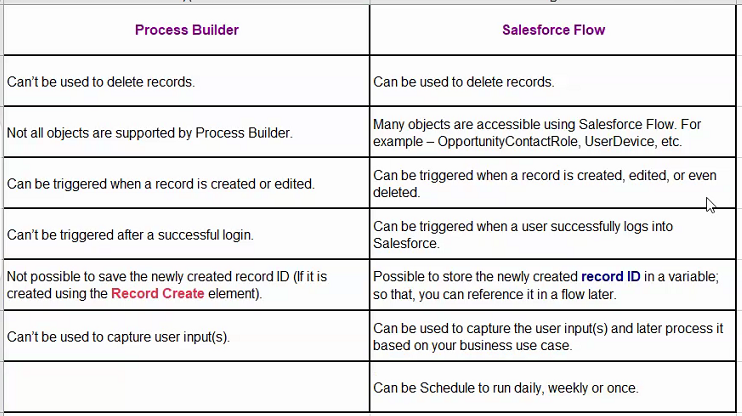 Process Builder
Salesforce Flow
Can't be used to delete records.
Can be used to delete records.
Not all objects are supported by Process Builder.
Many objects are accessible using Salesforce Flow. For
example – OpportunityContactRole, UserDevice, etc.
Can be triggered when a record is created or edited.
Can be triggered when a record is created, edited, or even
deleted.
Can't be triggered after a successful login.
Can be triggered when a user successfully logs into
Salesforce.
Not possible to save the newly created record ID (If it is
created using the Record Create element).
Possible to store the newly created record ID in a variable;
so that, you can reference it in a flow later.
Can't be used to capture user input(s).
Can be used to capture the user input(s) and later process it
based on your business use case.
Can be Schedule to run daily, weekly or once.